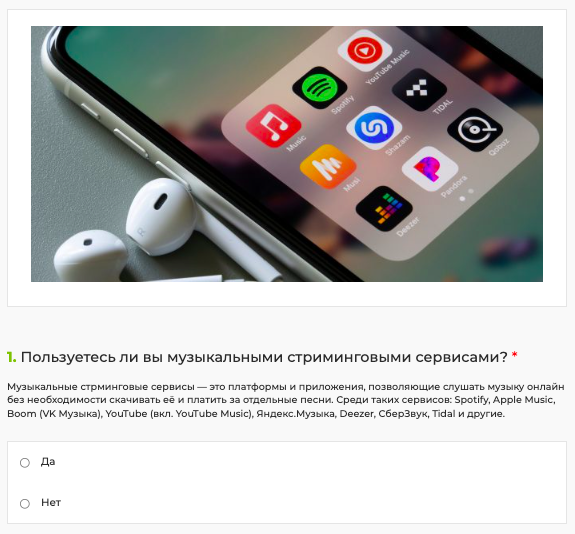 YouTube Music
Spotify
TIDAL
Music
Shazam
Qobuz
Musi
Pandora
Deezer
1. Пользуетесь ли вы музыкальными стриминговыми сервисами? *
Музыкальные стрминговые сервисы — это платформы и приложения, позволяющие слушать музыку онлайн
без необходимости скачивать её и платить за отдельные песни. Среди таких сервисов: Spotify, Apple Music,
Boom (VK Музыка), YouTube (вкл. YouTube Music), Яндекс.Музыка, Deezer, СберЗвук, Tidal и другие.
Да
Нет